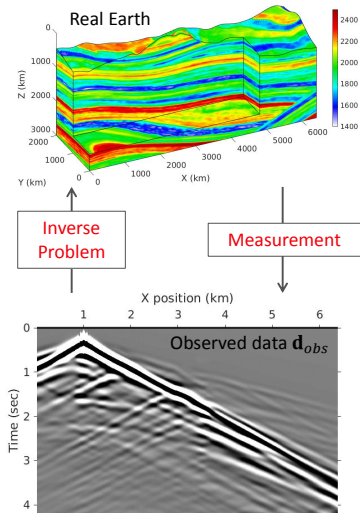 Real Earth
0
1000
2000
3000
Z (km)
2000
1000
0
Y (km)
0
1000
2000
3000
4000
5000
6000
X (km)
2400
2200
2000
1800
1600
1400
Inverse
Problem
Measurement
X position (km)
1 2 3 4 5 6
Observed data d_obs
0
1
2
3
4
Time (sec)